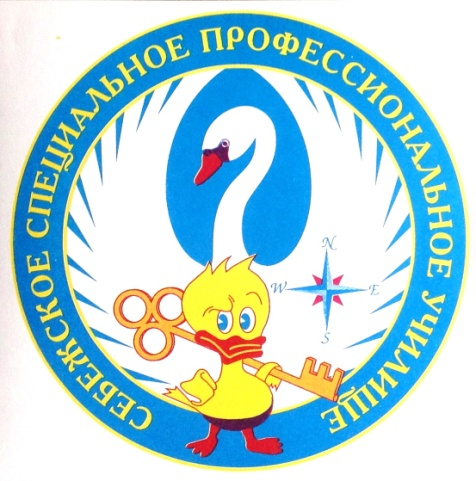 СЕБЕЖСКОЕ СПЕЦИАЛЬНОЕ ПРОФЕССИОНАЛЬНОЕ УЧИЛИЩЕ
N
W E
S